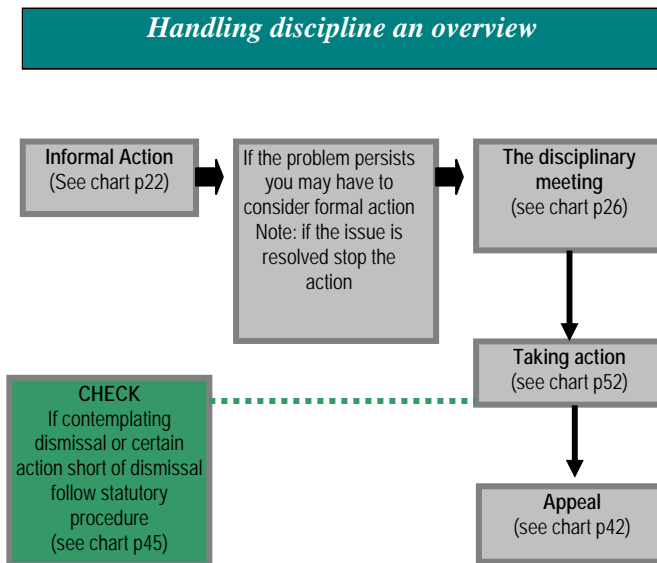 Handling discipline an overview
Informal Action
(See chart p22)
If the problem persists
you may have to
consider formal action
Note: if the issue is
resolved stop the
action
The disciplinary
meeting
(see chart p26)
Taking action
(see chart p52)
CHECK
If contemplating
dismissal or certain
action short of dismissal
follow statutory
procedure
(see chart p45)
Appeal
(see chart p42)